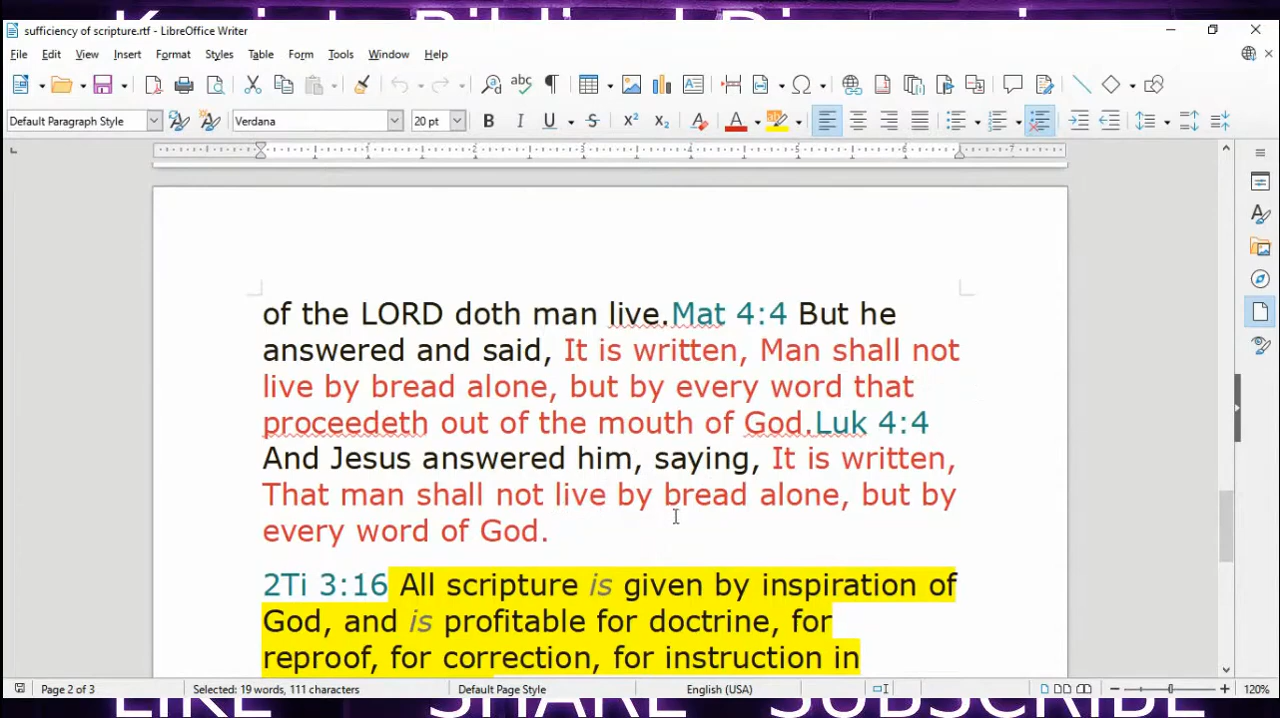 sufficiency of scripture.rtf - LibreOffice Writer
File Edit View Insert Format Styles Table Form Tools Window Help
Default Paragraph Style Verdana 20 pt
of the LORD doth man live.Mat 4:4 But he
answered and said, It is written, Man shall not
live by bread alone, but by every word that
proceedeth out of the mouth of God.Luk 4:4
And Jesus answered him, saying, It is written,
That man shall not live by bread alone, but by
every word of God.
2Ti 3:16 All scripture is given by inspiration of
God, and is profitable for doctrine, for
reproof, for correction, for instruction in
Page 2 of 3 Selected: 19 words, 111 characters Default Page Style English (USA) 120%
LIKE SHARE SUBSCRIBE